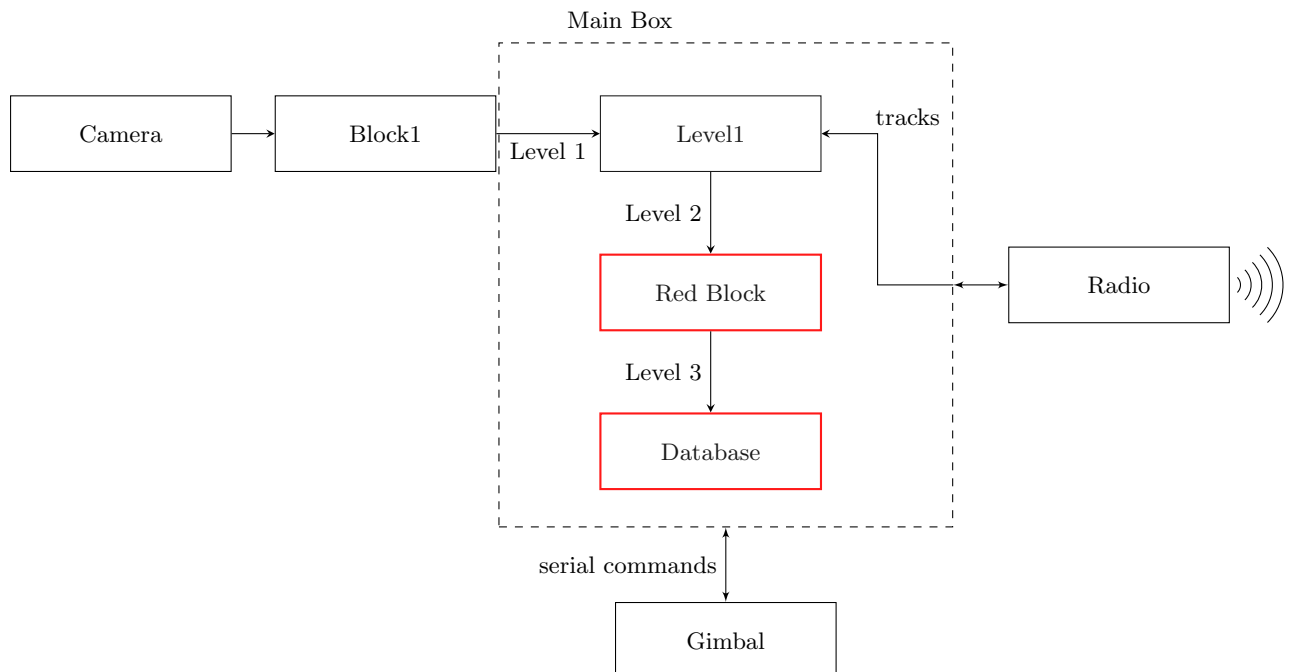 Main Box
Camera
Block1
Level 1
Level1
tracks
Level 2
Red Block
Radio
Level 3
Database
serial commands
Gimbal